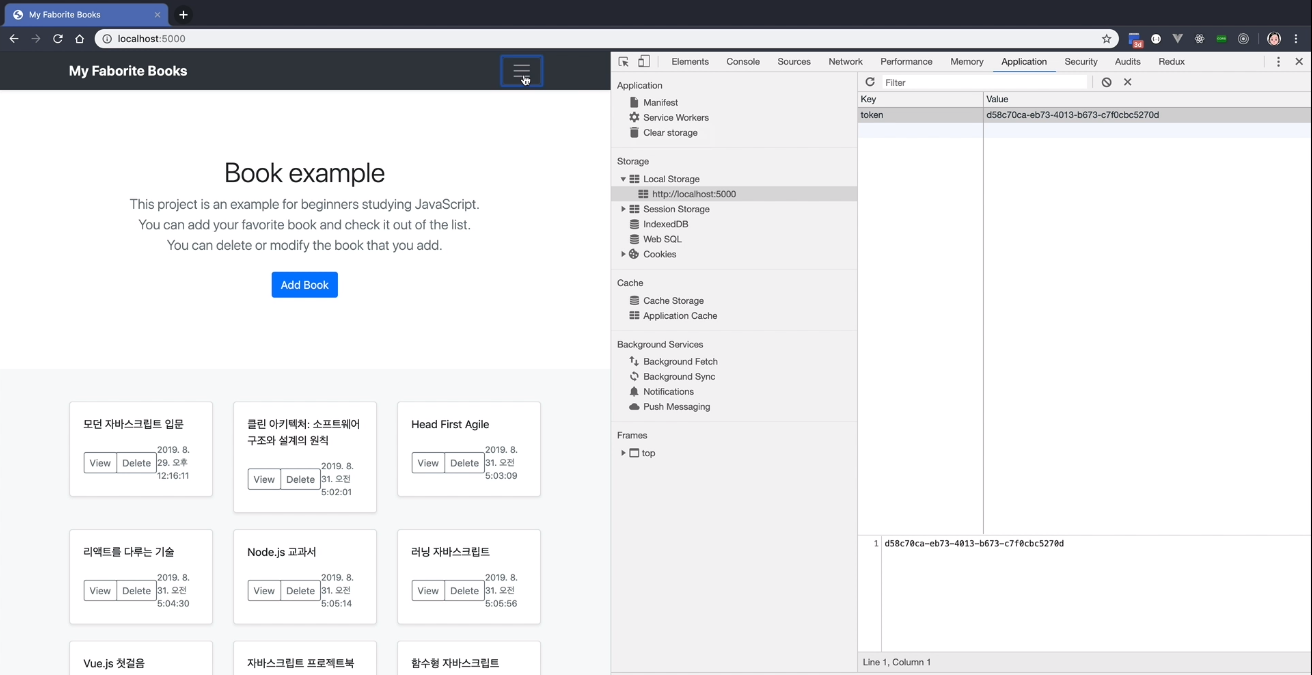 My Faborite Books
localhost:5000
3d
My Faborite Books
Book example
This project is an example for beginners studying JavaScript.
You can add your favorite book and check it out of the list.
You can delete or modify the book that you add.
Add Book
모던 자바스크립트 입문
View
Delete
2019. 8.
29. 오후
12:16:11
클린 아키텍처: 소프트웨어
구조와 설계의 원칙
View
Delete
2019. 8.
31. 오전
5:02:01
Head First Agile
View
Delete
2019. 8.
31. 오전
5:03:09
리액트를 다루는 기술
View
Delete
2019. 8.
31. 오전
5:04:30
Node.js 교과서
View
Delete
2019. 8.
31. 오전
5:05:14
러닝 자바스크립트
View
Delete
2019. 8.
31. 오전
5:05:56
Vue.js 첫걸음
자바스크립트 프로젝트북
함수형 자바스크립트
Elements
Console
Sources
Network
Performance
Memory
Application
Security
Audits
Redux
Application
Manifest
Service Workers
Clear storage
Storage
Local Storage
http://localhost:5000
Session Storage
IndexedDB
Web SQL
Cookies
Cache
Cache Storage
Application Cache
Background Services
Background Fetch
Background Sync
Notifications
Push Messaging
Frames
top
Filter
Key
Value
token
d58c70ca-eb73-4013-b673-c7f0cbc5270d
1 d58c70ca-eb73-4013-b673-c7f0cbc5270d
Line 1, Column 1